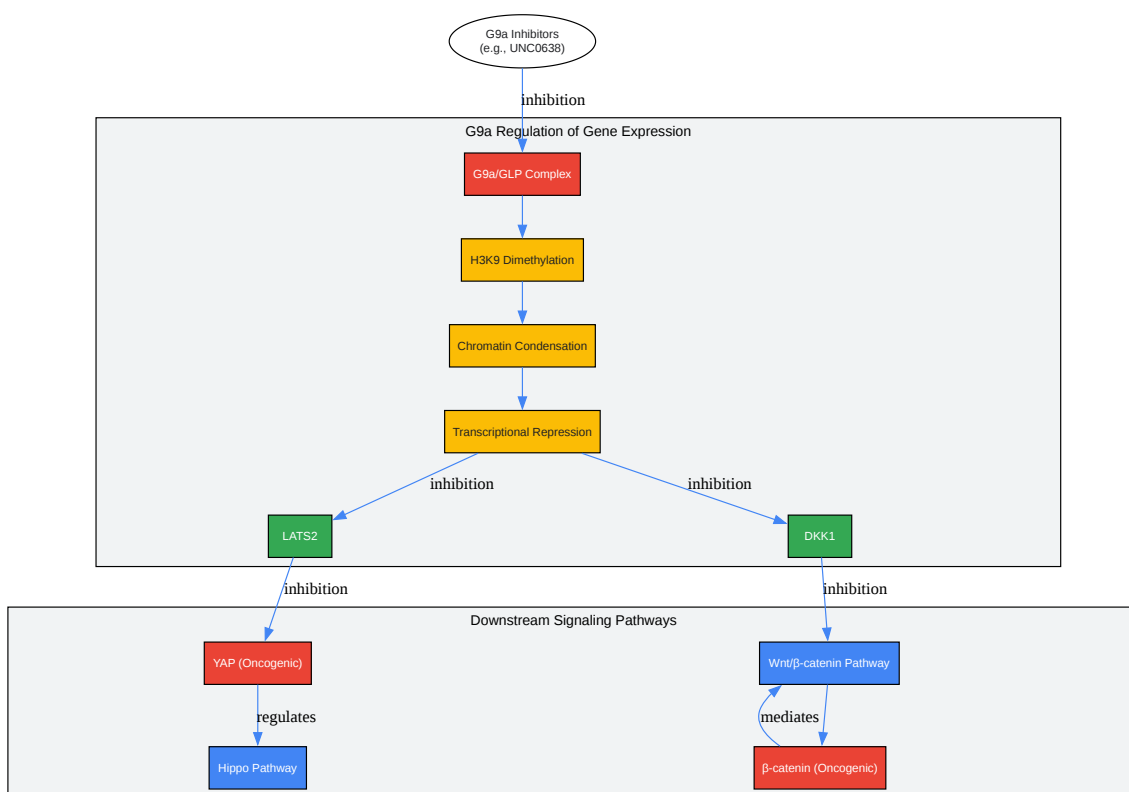 G9a Inhibitors
(e.g., UNC0638)
inhibition
G9a Regulation of Gene Expression
G9a/GLP Complex
H3K9 Dimethylation
Chromatin Condensation
Transcriptional Repression
inhibition
inhibition
LATS2
DKK1
inhibition
inhibition
Downstream Signaling Pathways
YAP (Oncogenic)
Wnt/β-catenin Pathway
regulates
mediates
Hippo Pathway
β-catenin (Oncogenic)